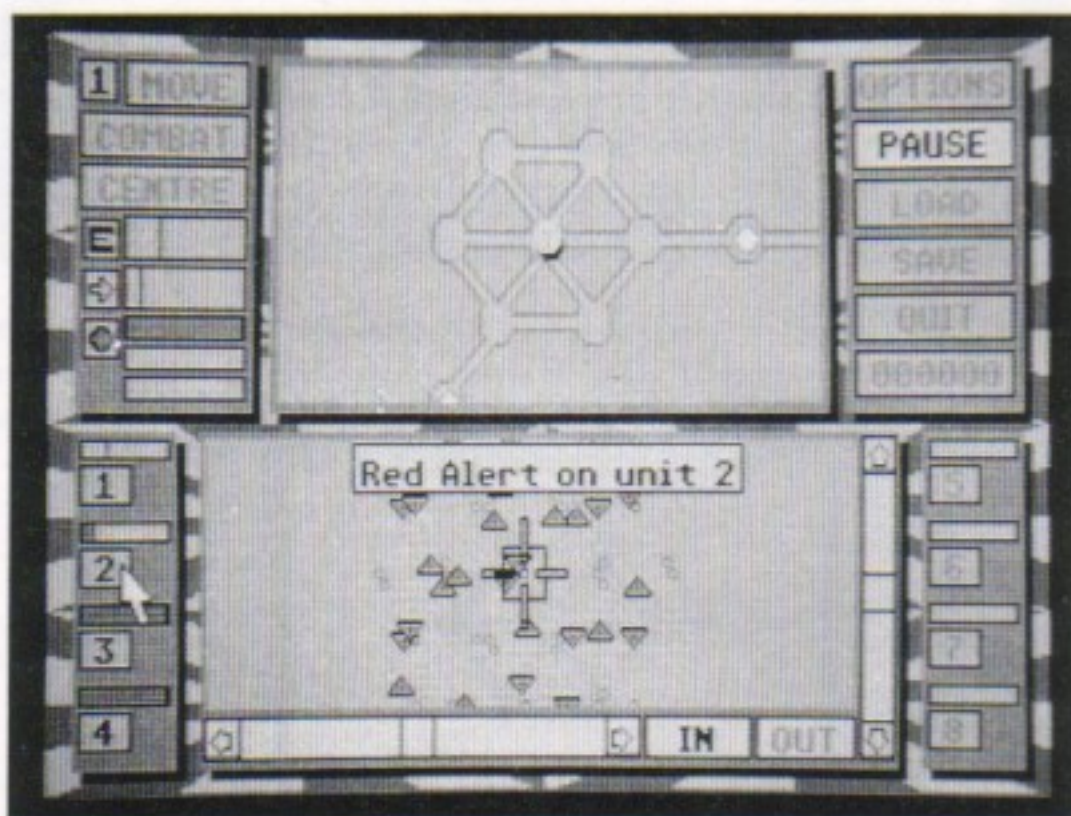 1 MOVE
COMBAT
CENTRE
E
OPTIONS
PAUSE
LOAD
SAVE
QUIT
000000
Red Alert on unit 2
1
2
3
4
IN OUT
5
6
7
8